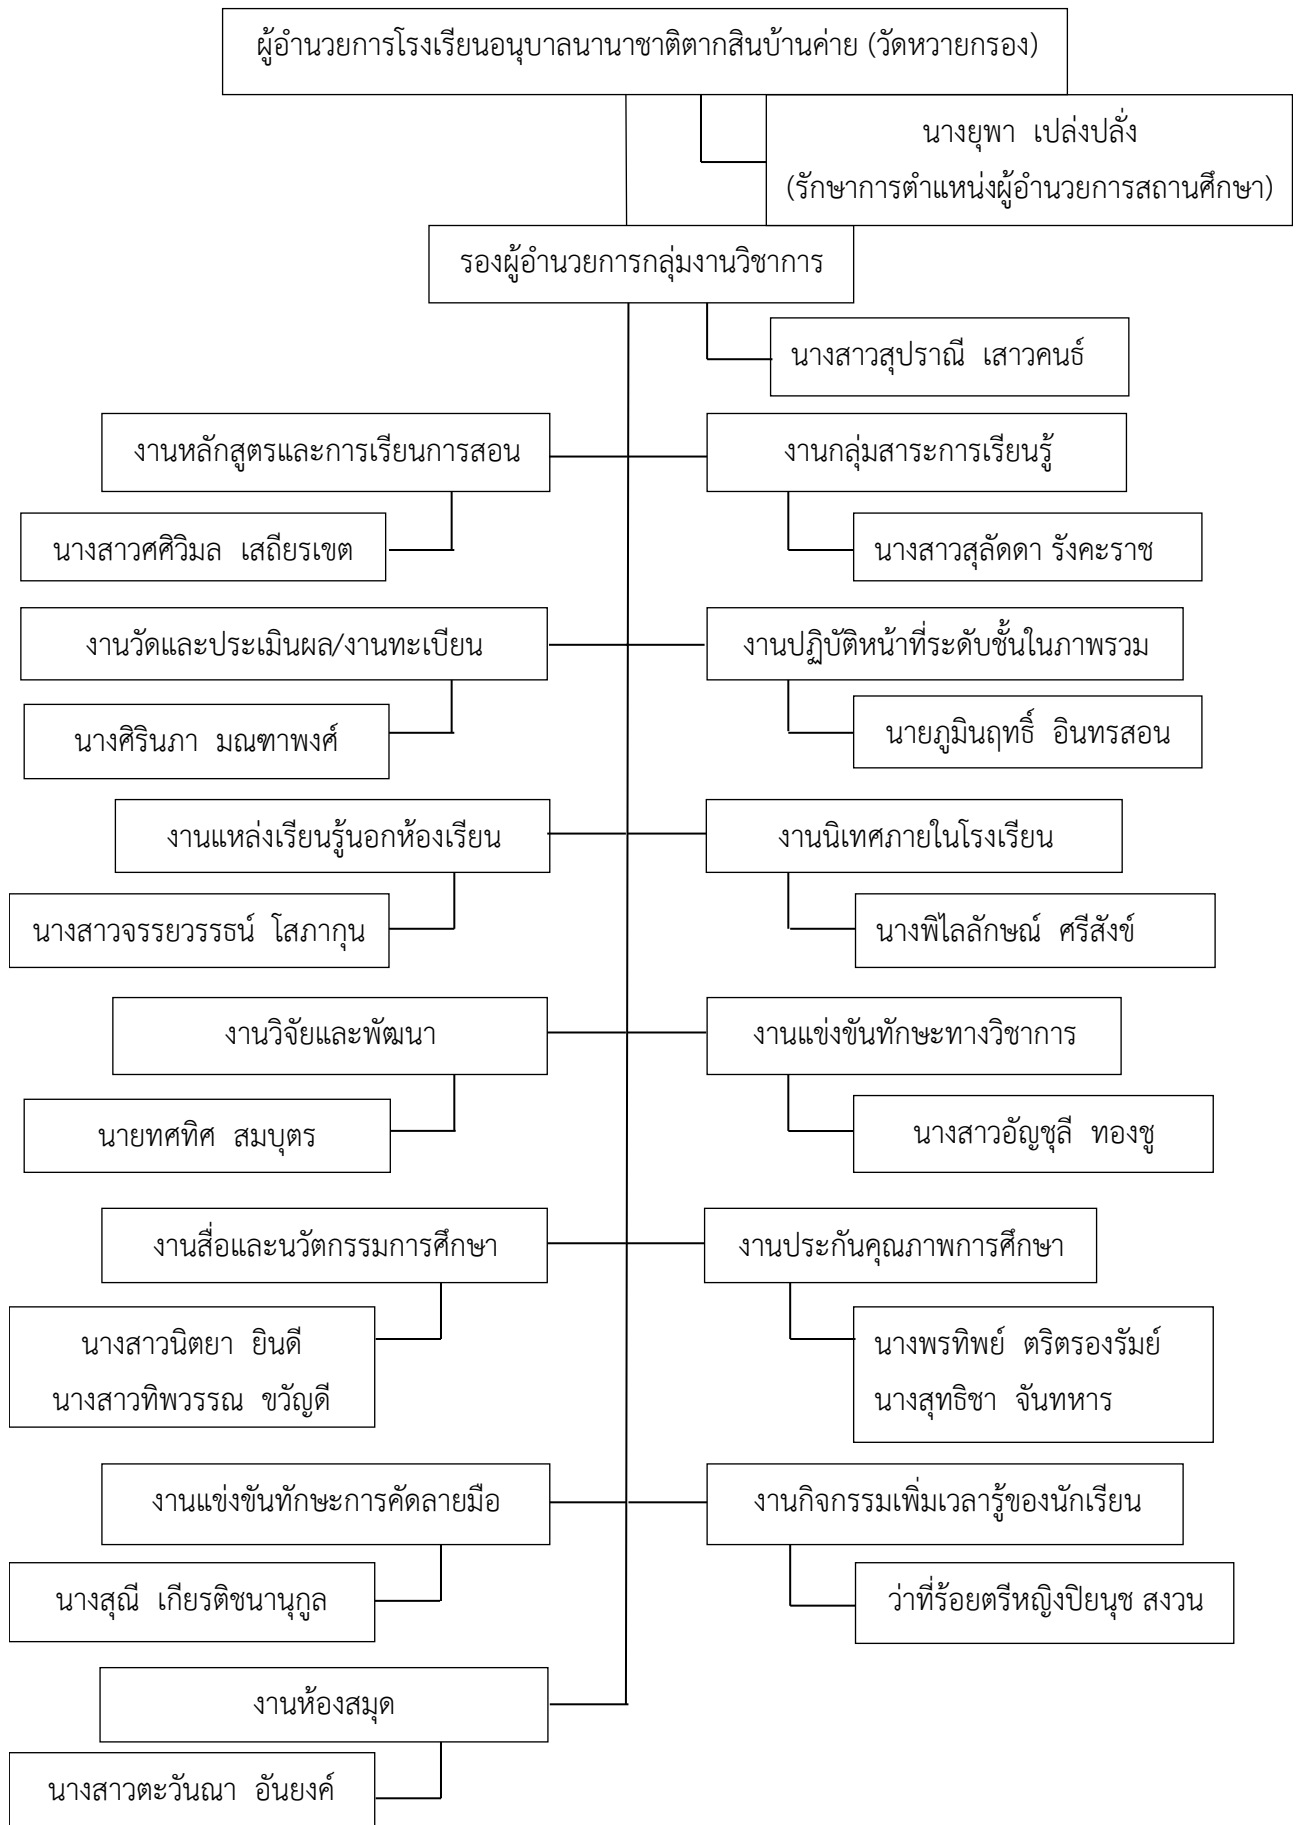 ผู้อำนวยการโรงเรียนอนุบาลนานาชาติตากสินบ้านค่าย (วัดหวายกรอง)
นางยุพา เปล่งปลั่ง
(รักษาการตำแหน่งผู้อำนวยการสถานศึกษา)
รองผู้อำนวยการกลุ่มงานวิชาการ
นางสาวสุปราณี เสาวคนธ์
งานหลักสูตรและการเรียนการสอน
งานกลุ่มสาระการเรียนรู้
นางสาวศศิวิมล เสถียรเขต
นางสาวสุลัดดา รังคะราช
งานวัดและประเมินผล/งานทะเบียน
งานปฏิบัติหน้าที่ระดับชั้นในภาพรวม
นางศิรินภา มณฑาพงศ์
นายภูมินฤทธิ์ อินทรสอน
งานแหล่งเรียนรู้นอกห้องเรียน
งานนิเทศภายในโรงเรียน
นางสาวจรรยวรรธน์ โสภากุน
นางพิไลลักษณ์ ศรีสังข์
งานวิจัยและพัฒนา
งานแข่งขันทักษะทางวิชาการ
นายทศทิศ สมบุตร
นางสาวอัญชุลี ทองชู
งานสื่อและนวัตกรรมการศึกษา
งานประกันคุณภาพการศึกษา
นางสาวนิตยา ยินดี
นางสาวทิพวรรณ ขวัญดี
นางพรทิพย์ ตริตรองรัมย์
นางสุทธิชา จันทหาร
งานแข่งขันทักษะการคัดลายมือ
งานกิจกรรมเพิ่มเวลารู้ของนักเรียน
นางสุณี เกียรติชนานุกูล
ว่าที่ร้อยตรีหญิงปิยนุช สงวน
งานห้องสมุด
นางสาวตะวันณา อันยงค์